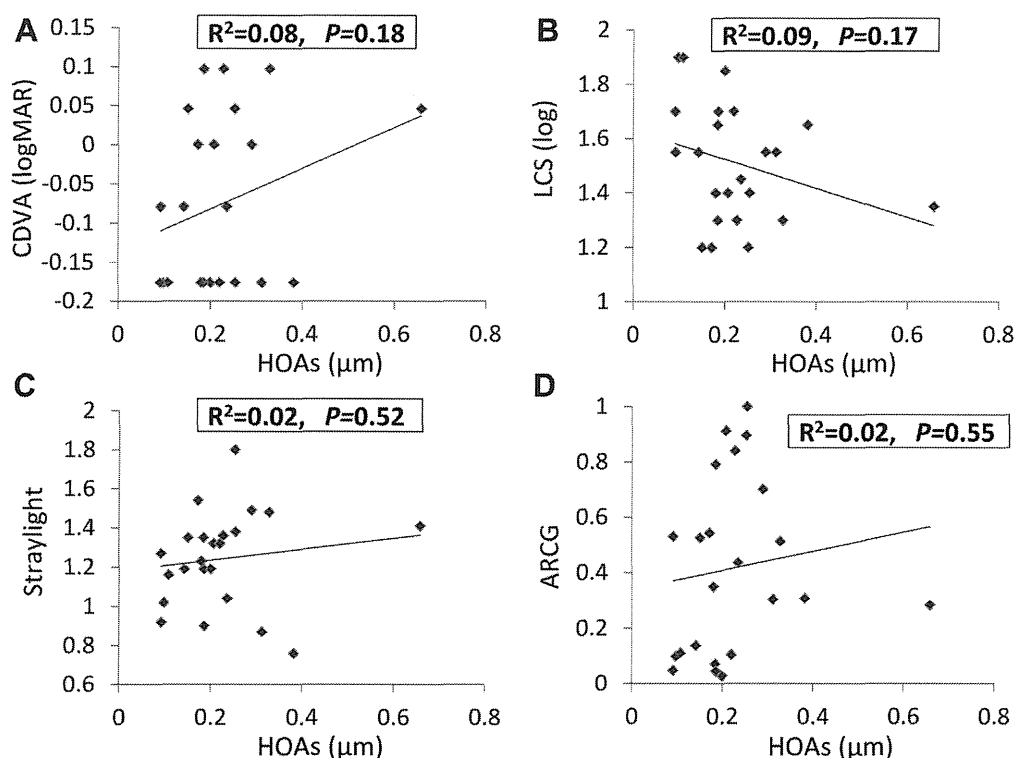 A
R²=0.08, P=0.18
CDVA (logMAR)
0.15
0.1
0.05
0
-0.05
-0.1
-0.15
-0.2
0 0.2 0.4 0.6 0.8
HOAs (µm)
B
R²=0.09, P=0.17
LCS (log)
2
1.8
1.6
1.4
1.2
1
0 0.2 0.4 0.6 0.8
HOAs (µm)
C
R²=0.02, P=0.52
Straylight
2
1.8
1.6
1.4
1.2
1
0.8
0.6
0 0.2 0.4 0.6 0.8
HOAs (µm)
D
R²=0.02, P=0.55
ARCG
1
0.8
0.6
0.4
0.2
0
0 0.2 0.4 0.6 0.8
HOAs (µm)